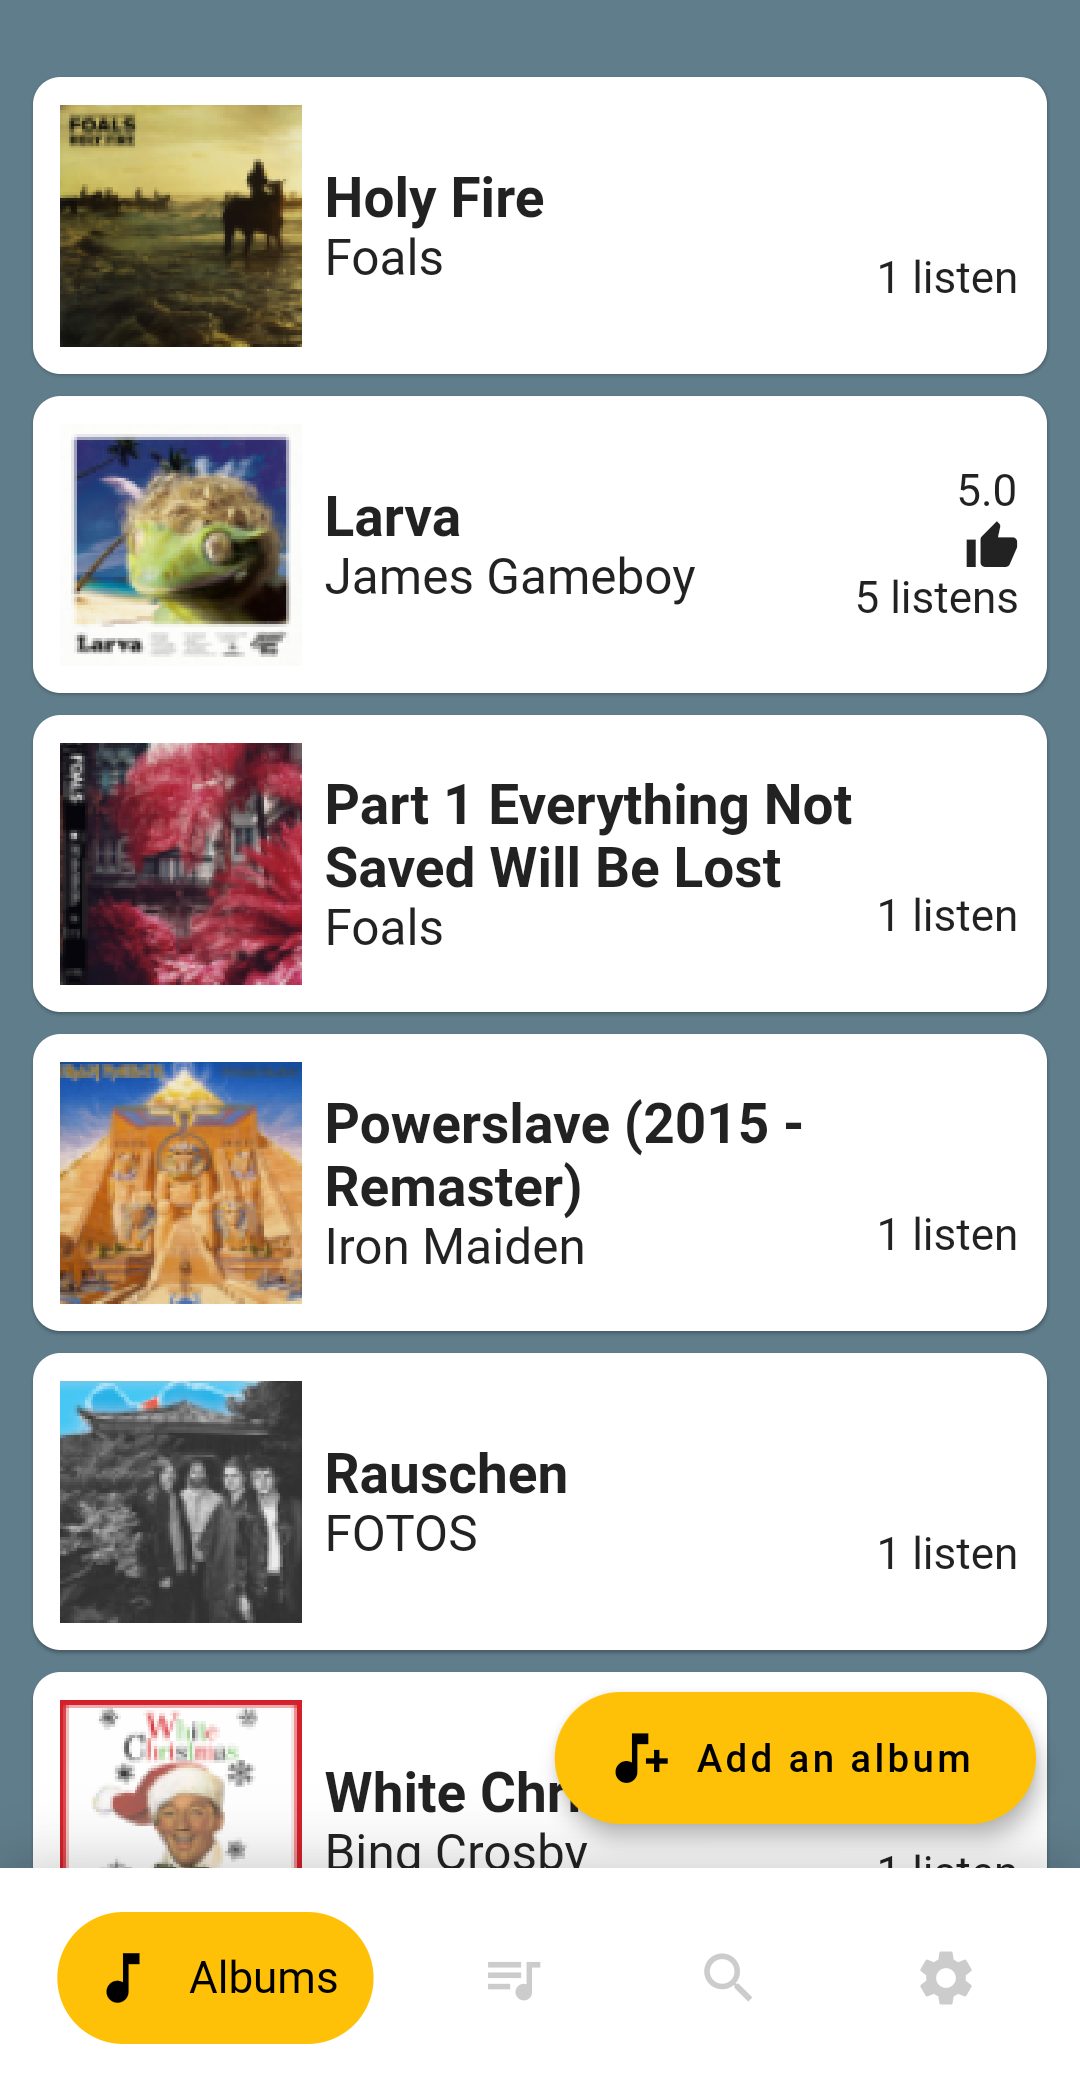 FOALS
HOLY FIRE
Holy Fire
Foals
1 listen
Larva
Larva
James Gameboy
5.0
5 listens
FOALS
Part 1 Everything Not
Saved Will Be Lost
Foals
1 listen
Powerslave (2015 -
Remaster)
Iron Maiden
1 listen
Rauschen
FOTOS
1 listen
White
Christmas
White Chr
Bing Crosby
1 listen
Add an album
Albums